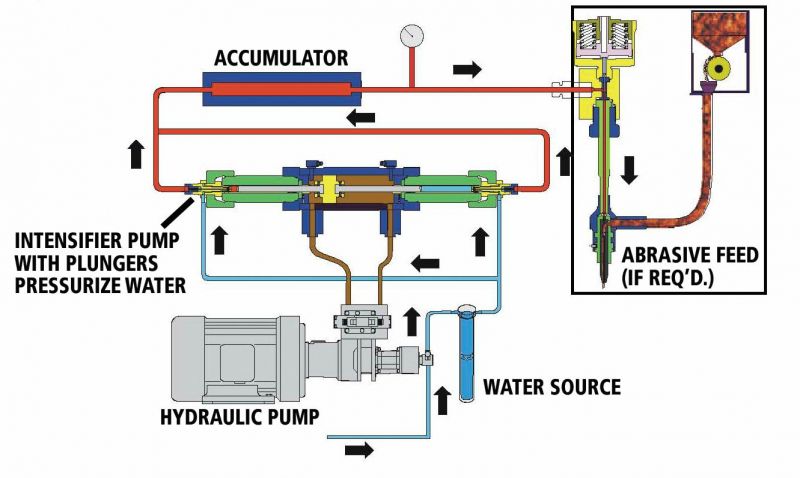 ACCUMULATOR
INTENSIFIER PUMP
WITH PLUNGERS
PRESSURIZE WATER
ABRASIVE FEED
(IF REQ'D.)
WATER SOURCE
HYDRAULIC PUMP